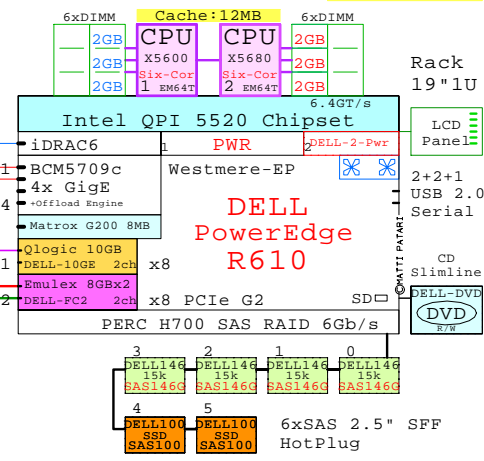 6xDIMM
Cache:12MB
6xDIMM
2GB CPU CPU 2GB
2GB X5600 X5680 2GB
Six-Cor Six-Cor
2GB 1 EM64T 2 EM64T 2GB
Rack
19"1U
6.4GT/s
Intel QPI 5520 Chipset
LCD
Panel
iDRAC6 1 PWR 2 DELL-2-Pwr
1 BCM5709c Westmere-EP
4x GigE
4 +Offload Engine
2+2+1
USB 2.0
Serial
Matrox G200 8MB
DELL
PowerEdge
R610
©MATTI PATARI
Qlogic 10GB
1 DELL-10GE 2ch x8
CD
Slimline
Emulex 8GBx2
2 DELL-FC2 2ch x8 PCIe G2 SD
DELL-DVD
DVD
R/W
PERC H700 SAS RAID 6Gb/s
3 2 1 0
DELL146 DELL146 DELL146 DELL146
15k 15k 15k 15k
SAS146G SAS146G SAS146G SAS146G
4 5
DELL100 DELL100
SSD SSD
SAS100 SAS100
6xSAS 2.5" SFF
HotPlug